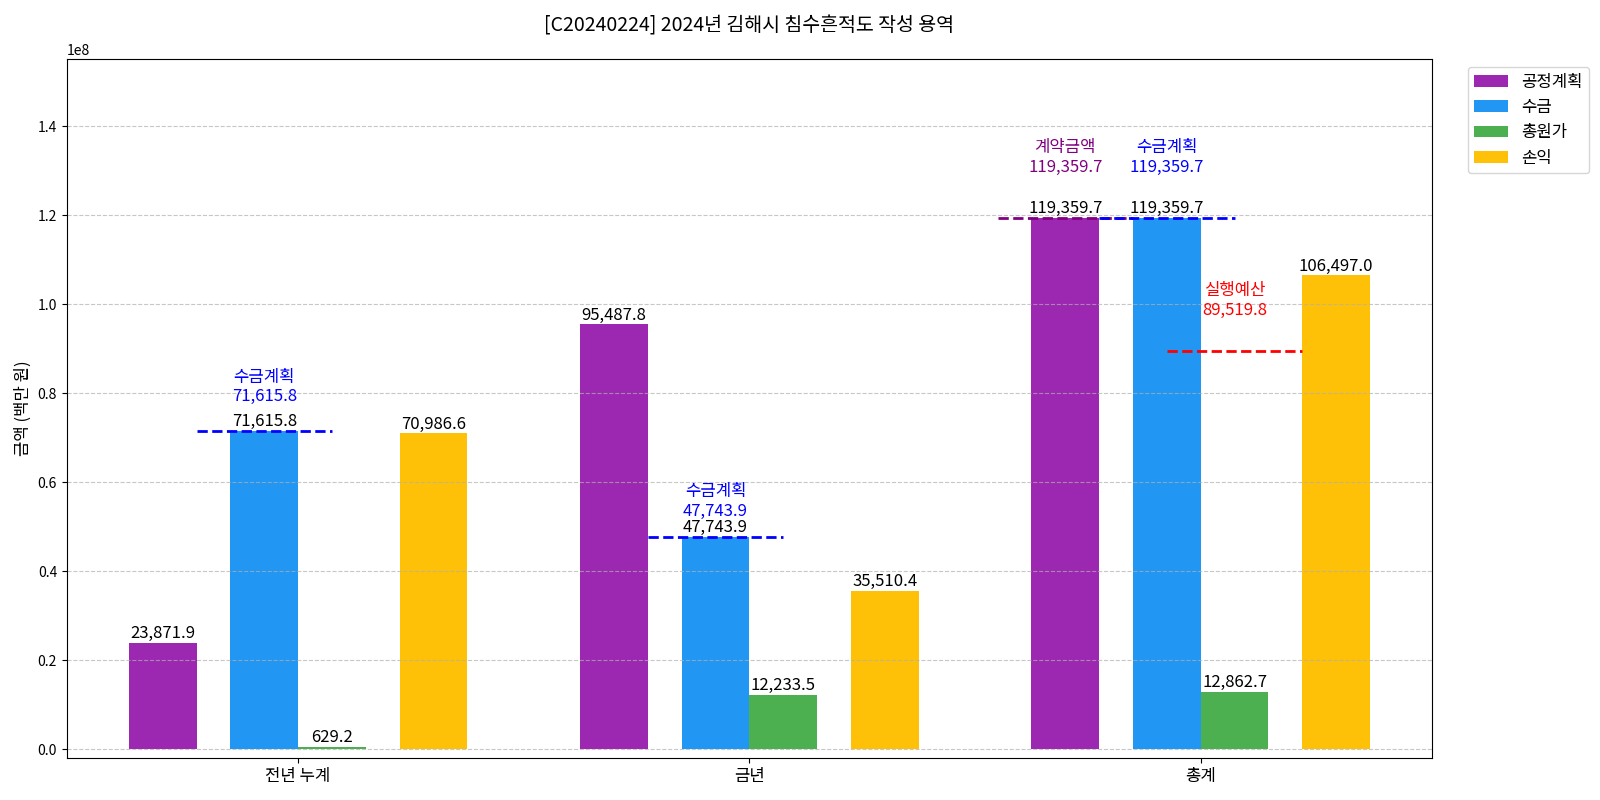 [C20240224] 2024년 김해시 침수흔적도 작성 용역
1e8
공정계획
수금
총원가
손익
1.4
1.2
1.0
0.8
0.6
0.4
0.2
0.0
금액 (백만 원)
계약금액
119,359.7
수금계획
119,359.7
119,359.7
119,359.7
106,497.0
실행예산
89,519.8
95,487.8
수금계획
71,615.8
71,615.8
70,986.6
수금계획
47,743.9
47,743.9
35,510.4
23,871.9
12,233.5
12,862.7
629.2
전년 누계
금년
총계